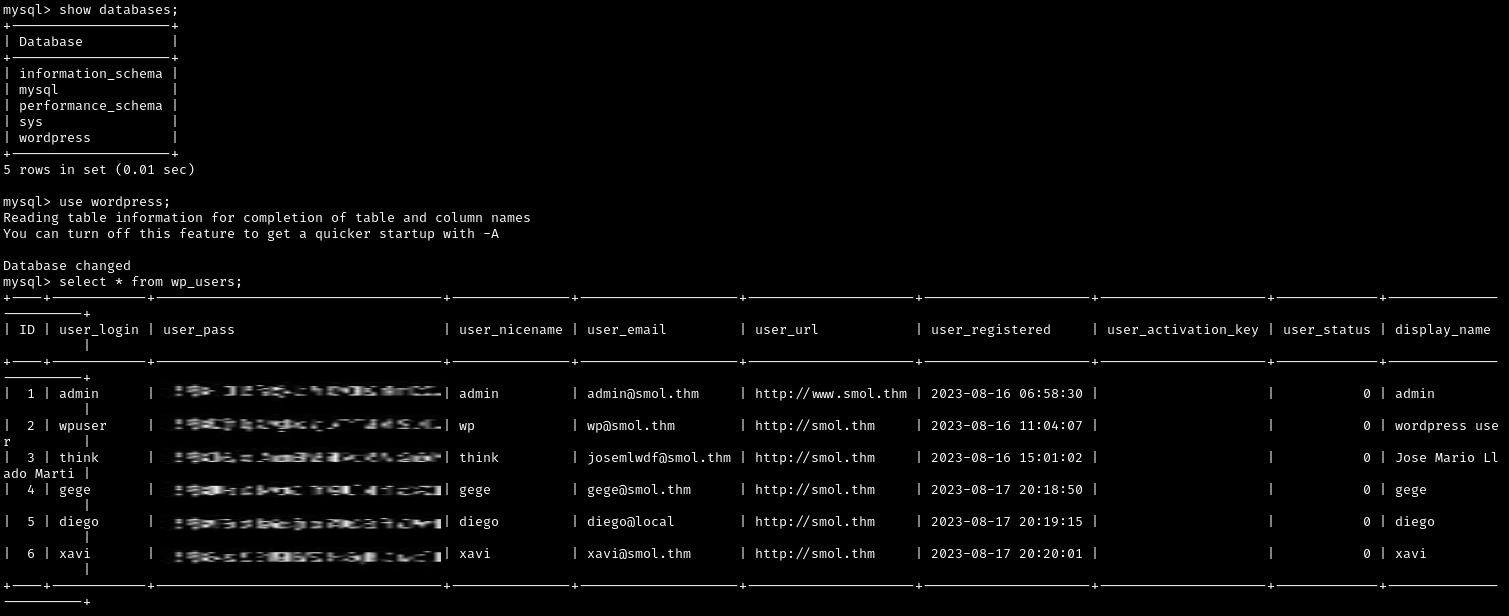 mysql> show databases;
+--------------------+
| Database           |
+--------------------+
| information_schema |
| mysql              |
| performance_schema |
| sys                |
| wordpress          |
+--------------------+
5 rows in set (0.01 sec)
mysql> use wordpress;
Reading table information for completion of table and column names
You can turn off this feature to get a quicker startup with -A
Database changed
mysql> select * from wp_users;
+----+------------+------------------------------------+---------------+---------------------+----------------------+---------------------+---------------------+-------------+--------------
----------+
| ID | user_login | user_pass                          | user_nicename | user_email          | user_url             | user_registered     | user_activation_key | user_status | display_name
          |
+----+------------+------------------------------------+---------------+---------------------+----------------------+---------------------+---------------------+-------------+--------------
----------+
|  1 | admin      |                                    | admin         | admin@smol.thm      | http://www.smol.thm | 2023-08-16 06:58:30 |                     |           0 | admin
          |
|  2 | wpuser     |                                    | wp            | wp@smol.thm         | http://smol.thm     | 2023-08-16 11:04:07 |                     |           0 | wordpress use
r         |
|  3 | think      |                                    | think         | josemlwdf@smol.thm | http://smol.thm     | 2023-08-16 15:01:02 |                     |           0 | Jose Mario Ll
ado Marti |
|  4 | gege       |                                    | gege          | gege@smol.thm       | http://smol.thm     | 2023-08-17 20:18:50 |                     |           0 | gege
          |
|  5 | diego      |                                    | diego         | diego@local         | http://smol.thm     | 2023-08-17 20:19:15 |                     |           0 | diego
          |
|  6 | xavi       |                                    | xavi          | xavi@smol.thm       | http://smol.thm     | 2023-08-17 20:20:01 |                     |           0 | xavi
          |
+----+------------+------------------------------------+---------------+---------------------+----------------------+---------------------+---------------------+-------------+--------------
----------+